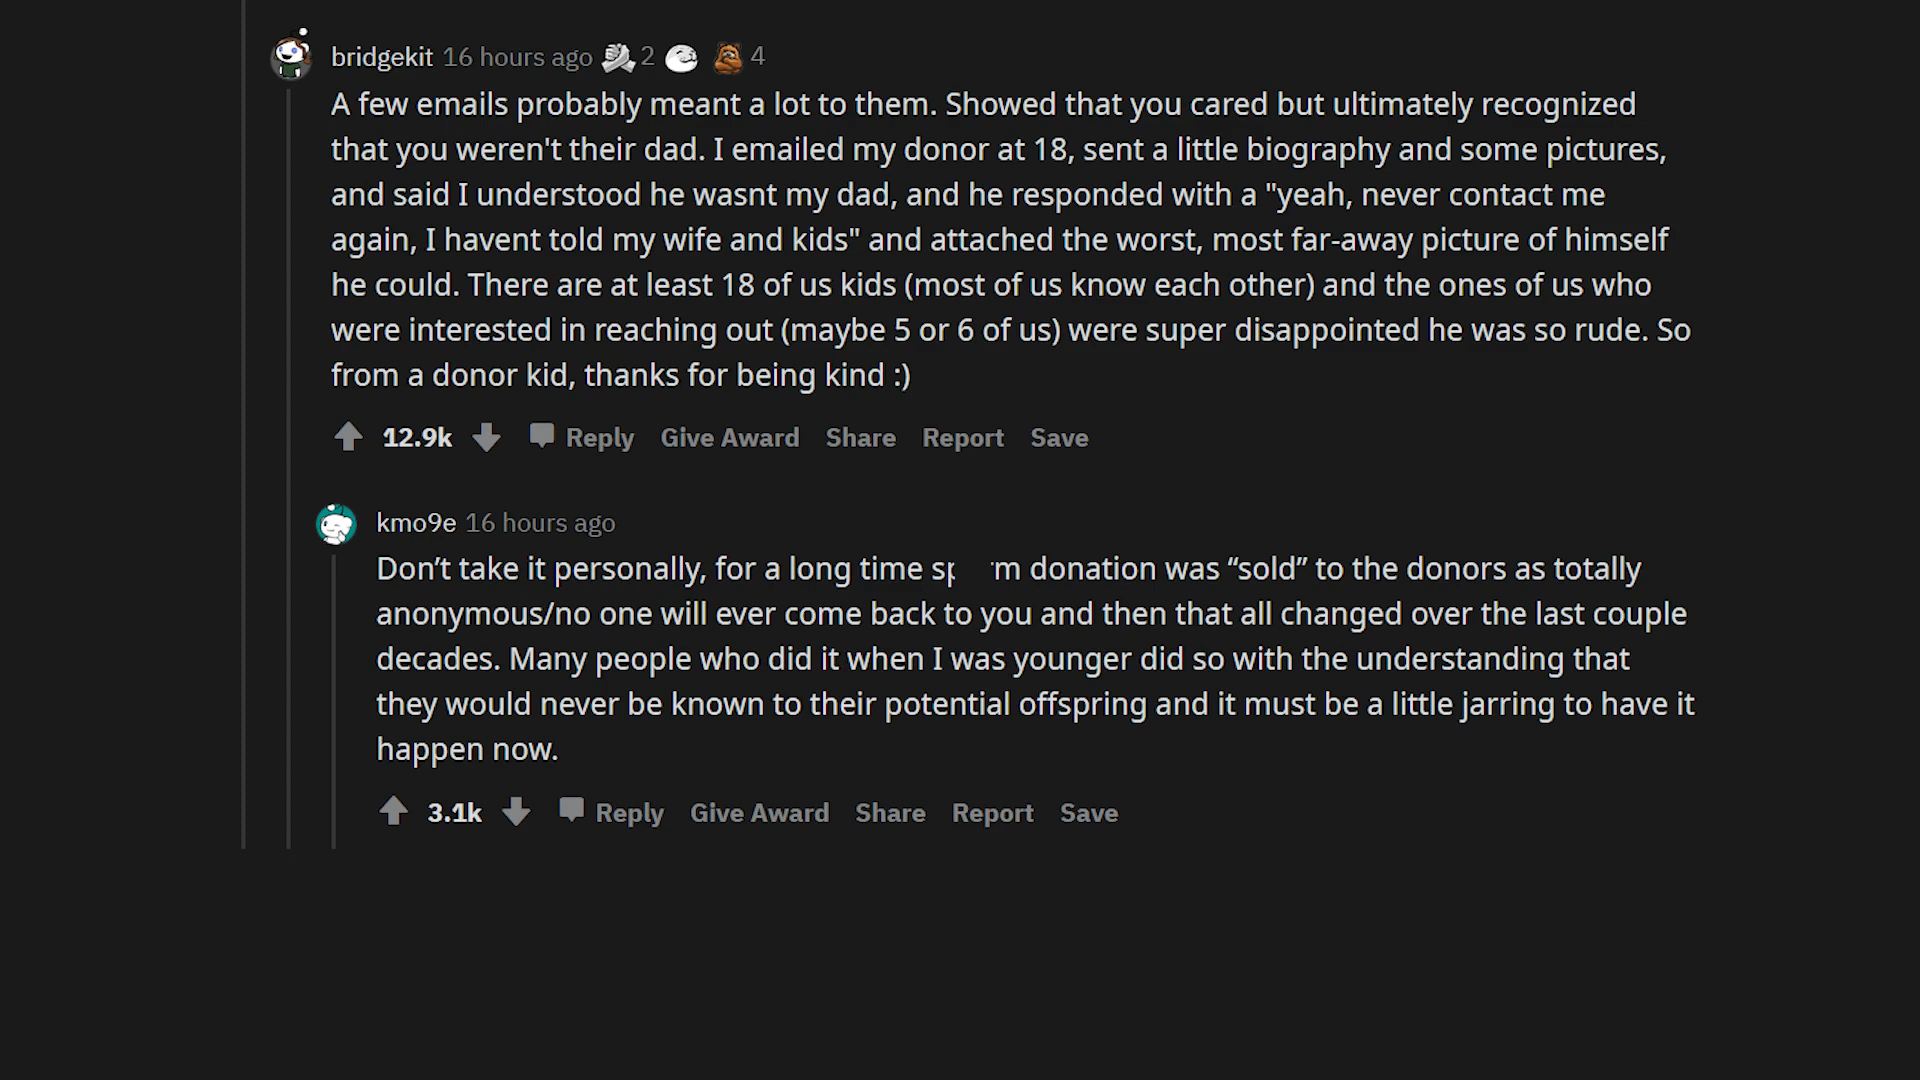 bridgekit 16 hours ago 2 4
A few emails probably meant a lot to them. Showed that you cared but ultimately recognized
that you weren't their dad. I emailed my donor at 18, sent a little biography and some pictures,
and said I understood he wasnt my dad, and he responded with a "yeah, never contact me
again, I havent told my wife and kids" and attached the worst, most far-away picture of himself
he could. There are at least 18 of us kids (most of us know each other) and the ones of us who
were interested in reaching out (maybe 5 or 6 of us) were super disappointed he was so rude. So
from a donor kid, thanks for being kind :)
12.9k Reply Give Award Share Report Save
kmo9e 16 hours ago
Don’t take it personally, for a long time sp m donation was “sold” to the donors as totally
anonymous/no one will ever come back to you and then that all changed over the last couple
decades. Many people who did it when I was younger did so with the understanding that
they would never be known to their potential offspring and it must be a little jarring to have it
happen now.
3.1k Reply Give Award Share Report Save